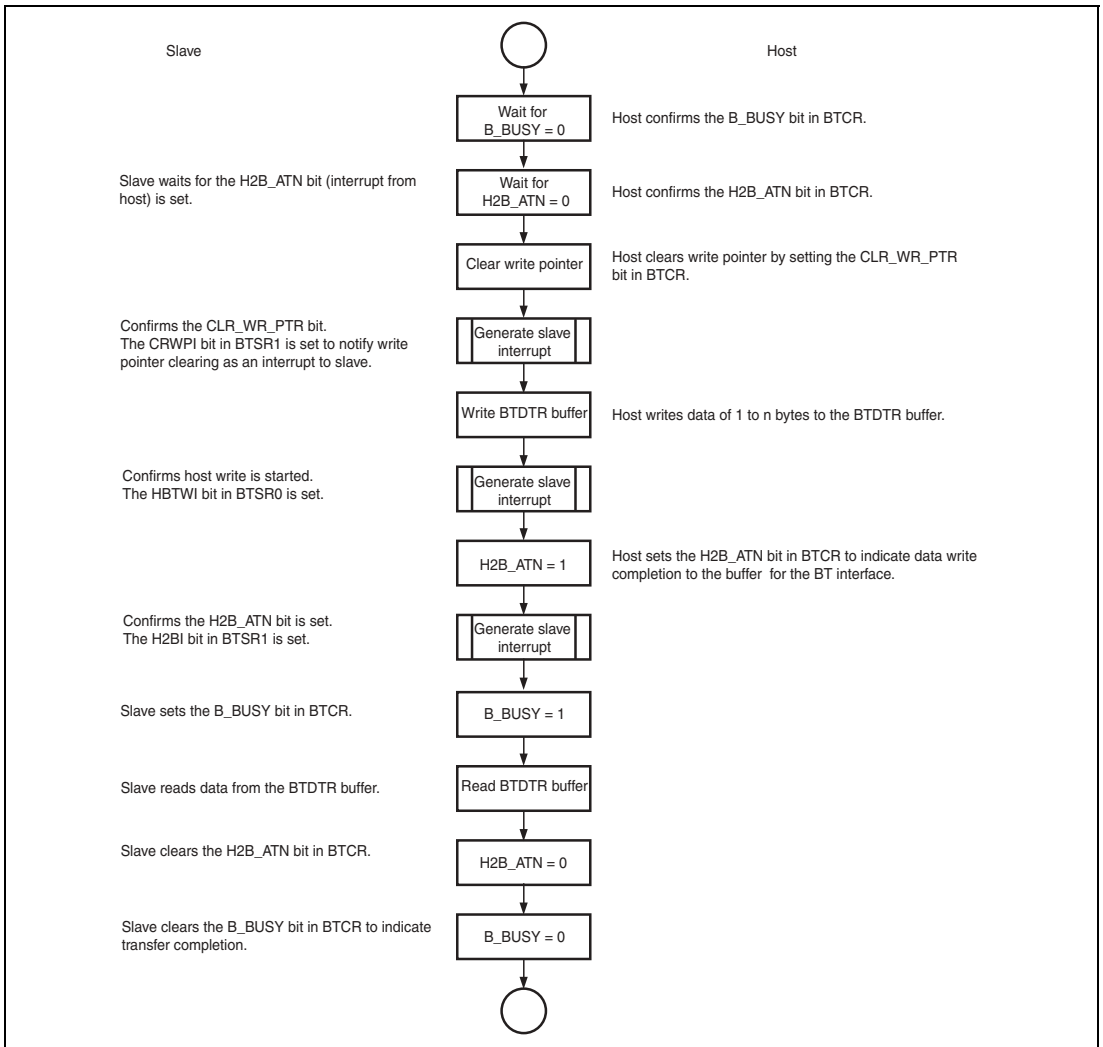 Slave
Host
Wait for
B_BUSY = 0
Host confirms the B_BUSY bit in BTCR.
Slave waits for the H2B_ATN bit (interrupt from
host) is set.
Wait for
H2B_ATN = 0
Host confirms the H2B_ATN bit in BTCR.
Clear write pointer
Host clears write pointer by setting the CLR_WR_PTR
bit in BTCR.
Confirms the CLR_WR_PTR bit.
The CRWPI bit in BTSR1 is set to notify write
pointer clearing as an interrupt to slave.
Generate slave
interrupt
Write BTDTR buffer
Host writes data of 1 to n bytes to the BTDTR buffer.
Confirms host write is started.
The HBTWI bit in BTSR0 is set.
Generate slave
interrupt
H2B_ATN = 1
Host sets the H2B_ATN bit in BTCR to indicate data write
completion to the buffer for the BT interface.
Confirms the H2B_ATN bit is set.
The H2BI bit in BTSR1 is set.
Generate slave
interrupt
Slave sets the B_BUSY bit in BTCR.
B_BUSY = 1
Slave reads data from the BTDTR buffer.
Read BTDTR buffer
Slave clears the H2B_ATN bit in BTCR.
H2B_ATN = 0
Slave clears the B_BUSY bit in BTCR to indicate
transfer completion.
B_BUSY = 0